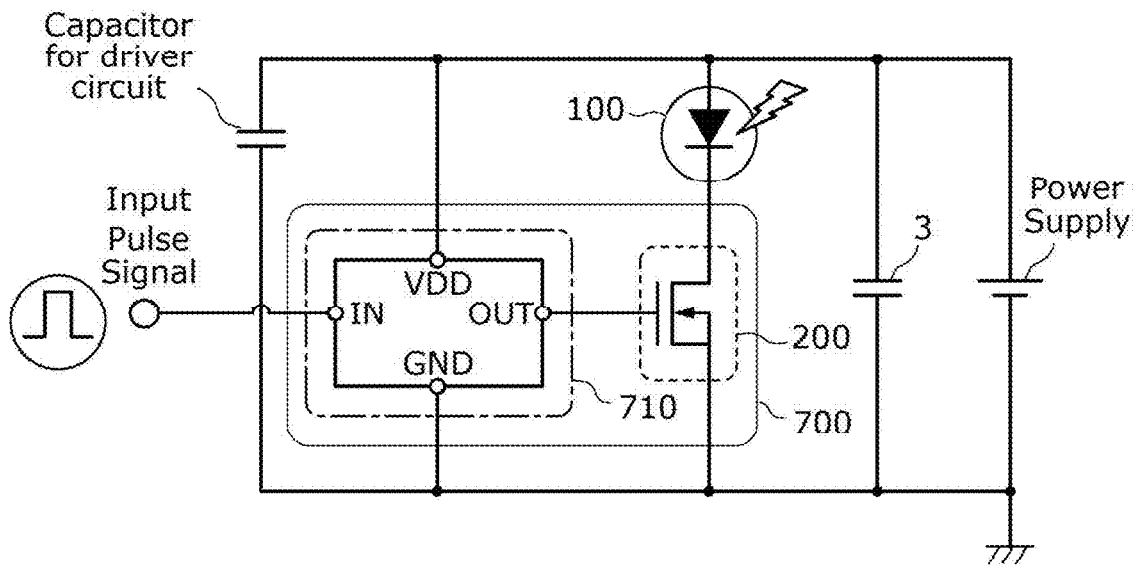 Capacitor
for driver
circuit
100
Input
Pulse
Signal
Power
Supply
3
VDD
IN
OUT
GND
200
710
700